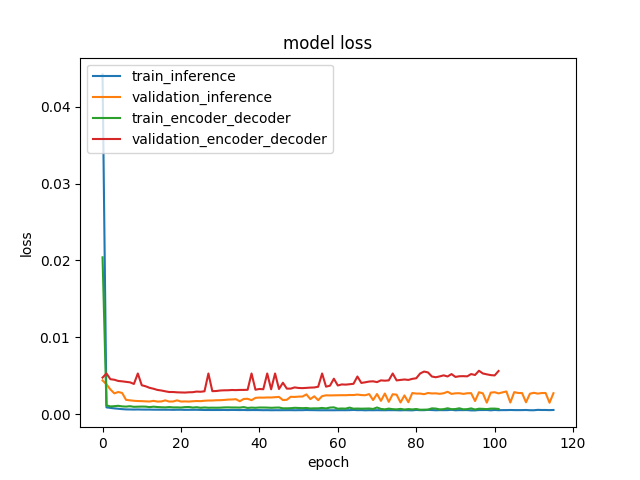 model loss
train_inference
validation_inference
train_encoder_decoder
validation_encoder_decoder
0.04
0.03
0.02
0.01
0.00
loss
0 20 40 60 80 100 120
epoch